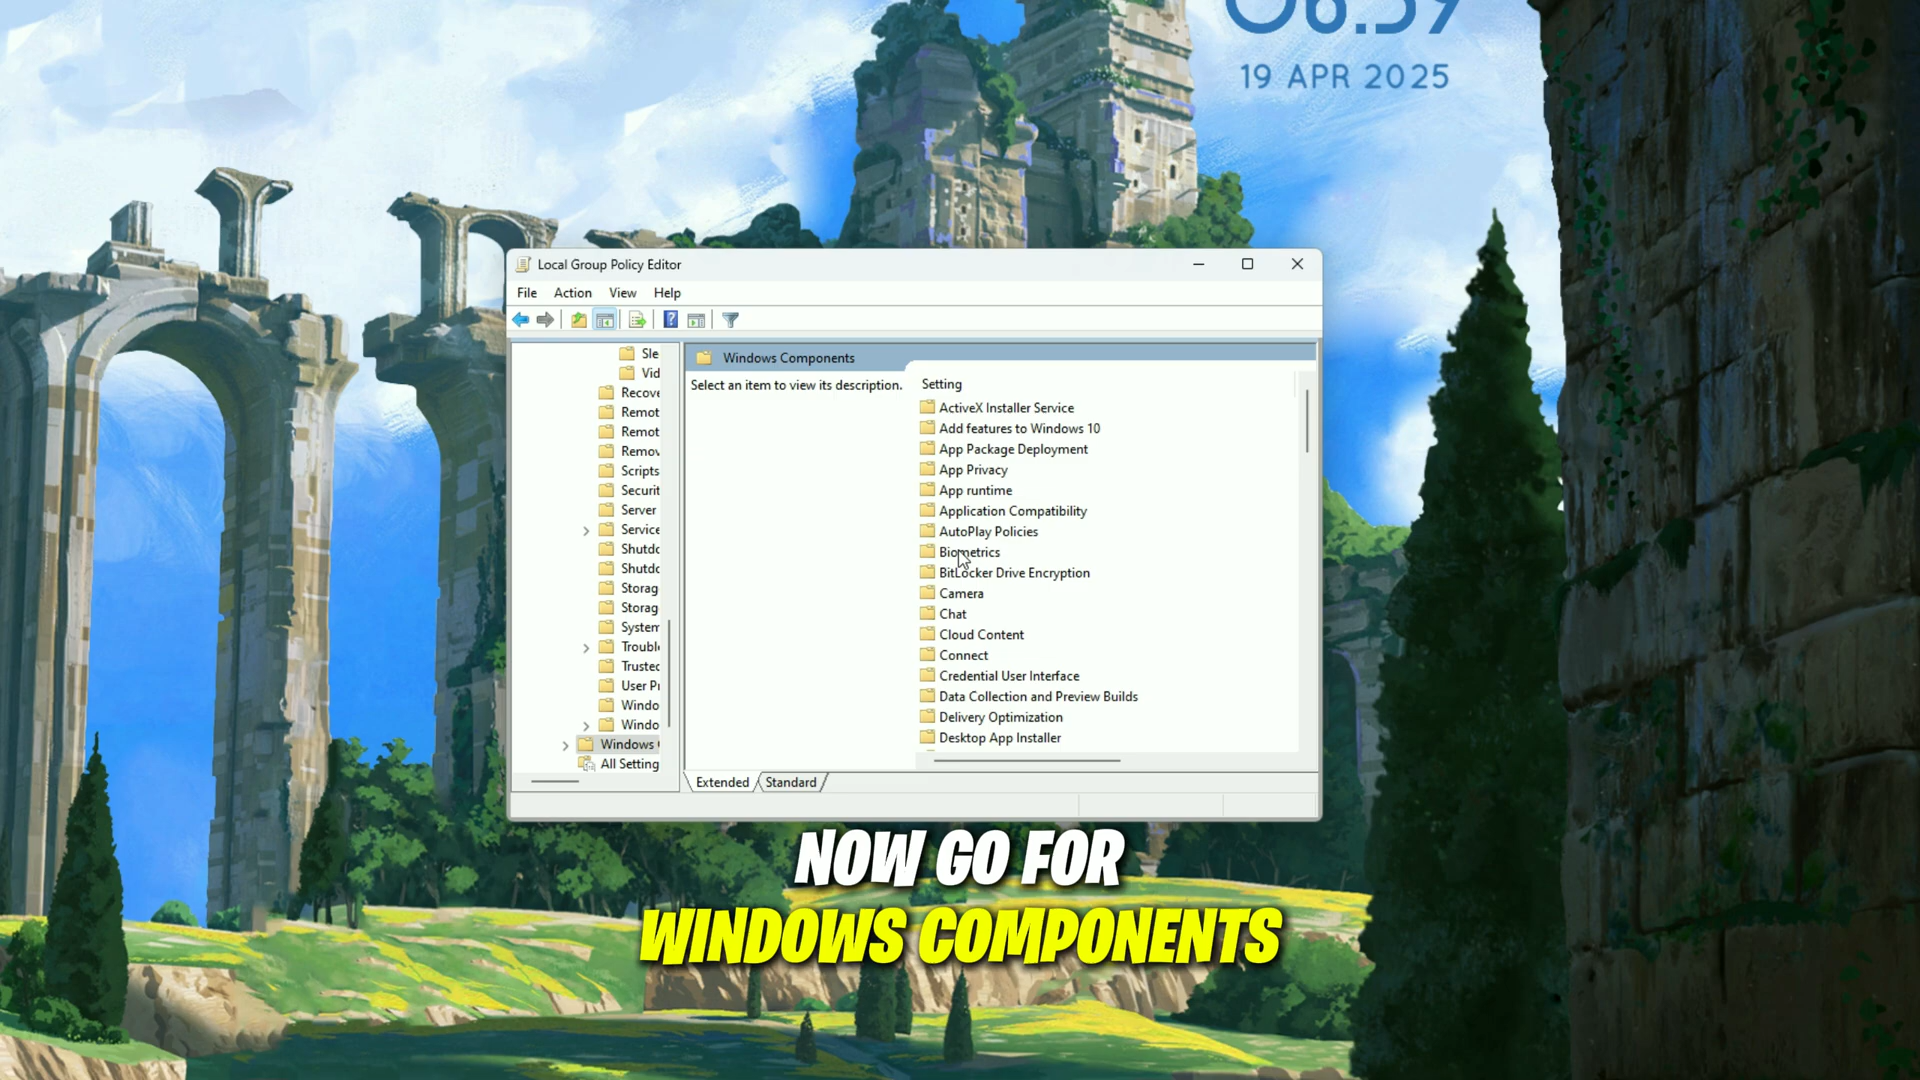 19 APR 2025
Local Group Policy Editor
File Action View Help
Sle
Vid
Recove
Remot
Remot
Remov
Scripts
Securit
Server
Service
Shutdo
Shutdo
Storag
Storag
System
Troubl
Trusted
User Pr
Windo
Windo
Windows
All Setting
Windows Components
Select an item to view its description.
Setting
ActiveX Installer Service
Add features to Windows 10
App Package Deployment
App Privacy
App runtime
Application Compatibility
AutoPlay Policies
Biometrics
BitLocker Drive Encryption
Camera
Chat
Cloud Content
Connect
Credential User Interface
Data Collection and Preview Builds
Delivery Optimization
Desktop App Installer
Extended Standard
NOW GO FOR
WINDOWS COMPONENTS